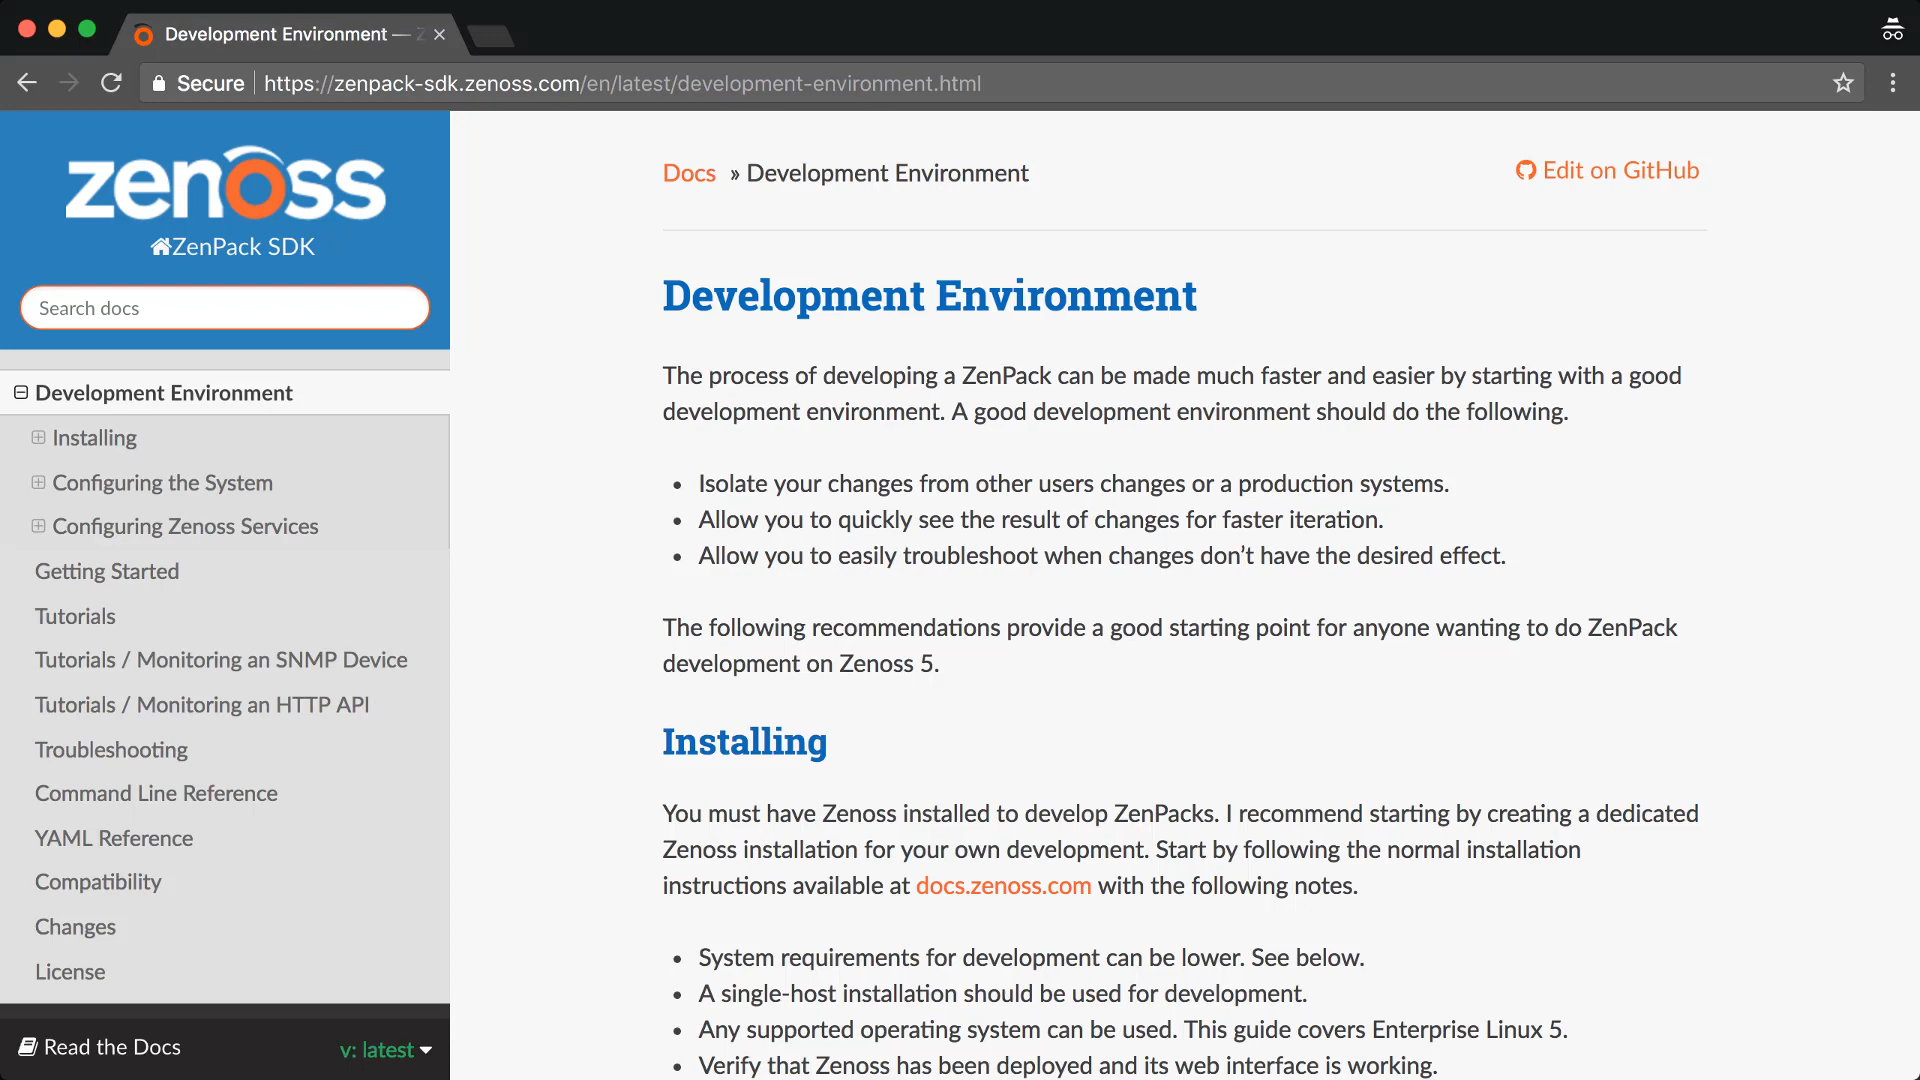 Development Environment — Z
Secure https://zenpack-sdk.zenoss.com/en/latest/development-environment.html
zenoss
ZenPack SDK
Search docs
Development Environment
Installing
Configuring the System
Configuring Zenoss Services
Getting Started
Tutorials
Tutorials / Monitoring an SNMP Device
Tutorials / Monitoring an HTTP API
Troubleshooting
Command Line Reference
YAML Reference
Compatibility
Changes
License
Read the Docs v: latest
Docs » Development Environment
Edit on GitHub
Development Environment
The process of developing a ZenPack can be made much faster and easier by starting with a good
development environment. A good development environment should do the following.
• Isolate your changes from other users changes or a production systems.
• Allow you to quickly see the result of changes for faster iteration.
• Allow you to easily troubleshoot when changes don’t have the desired effect.
The following recommendations provide a good starting point for anyone wanting to do ZenPack
development on Zenoss 5.
Installing
You must have Zenoss installed to develop ZenPacks. I recommend starting by creating a dedicated
Zenoss installation for your own development. Start by following the normal installation
instructions available at docs.zenoss.com with the following notes.
• System requirements for development can be lower. See below.
• A single-host installation should be used for development.
• Any supported operating system can be used. This guide covers Enterprise Linux 5.
• Verify that Zenoss has been deployed and its web interface is working.